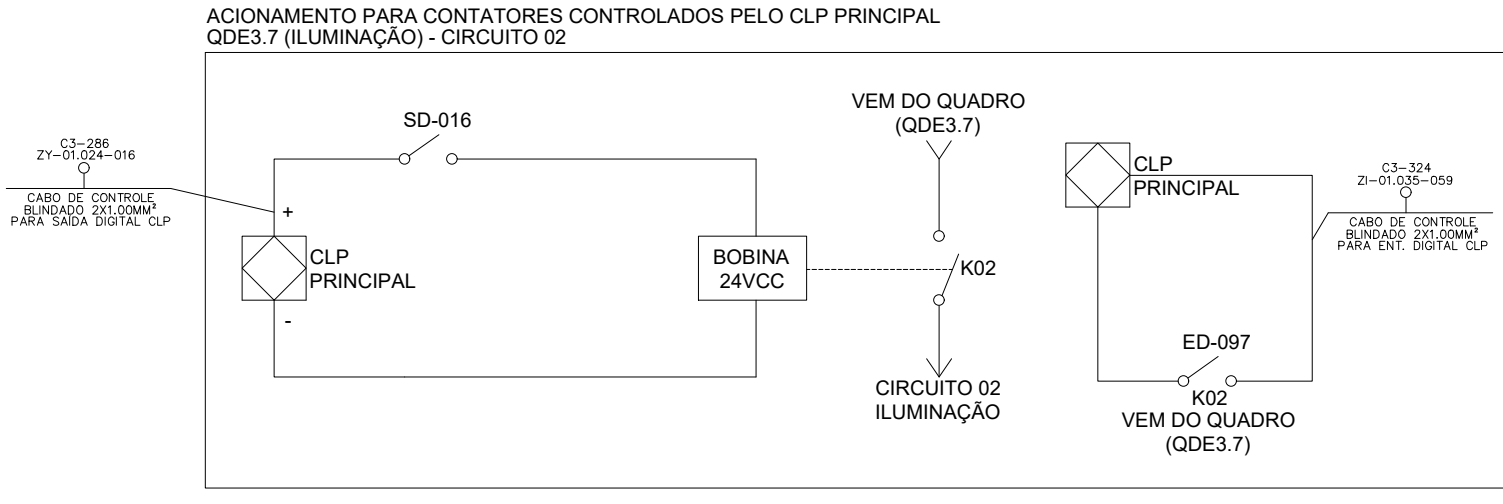 ACIONAMENTO PARA CONTATORES CONTROLADOS PELO CLP PRINCIPAL
QDE3.7 (ILUMINAÇÃO) - CIRCUITO 02
C3-286
ZY-01.024-016
CABO DE CONTROLE
BLINDADO 2X1.00MM²
PARA SAÍDA DIGITAL CLP
SD-016
+
CLP
PRINCIPAL
-
BOBINA
24VCC
VEM DO QUADRO
(QDE3.7)
K02
CIRCUITO 02
ILUMINAÇÃO
CLP
PRINCIPAL
ED-097
K02
VEM DO QUADRO
(QDE3.7)
C3-324
ZI-01.035-059
CABO DE CONTROLE
BLINDADO 2X1.00MM²
PARA ENT. DIGITAL CLP